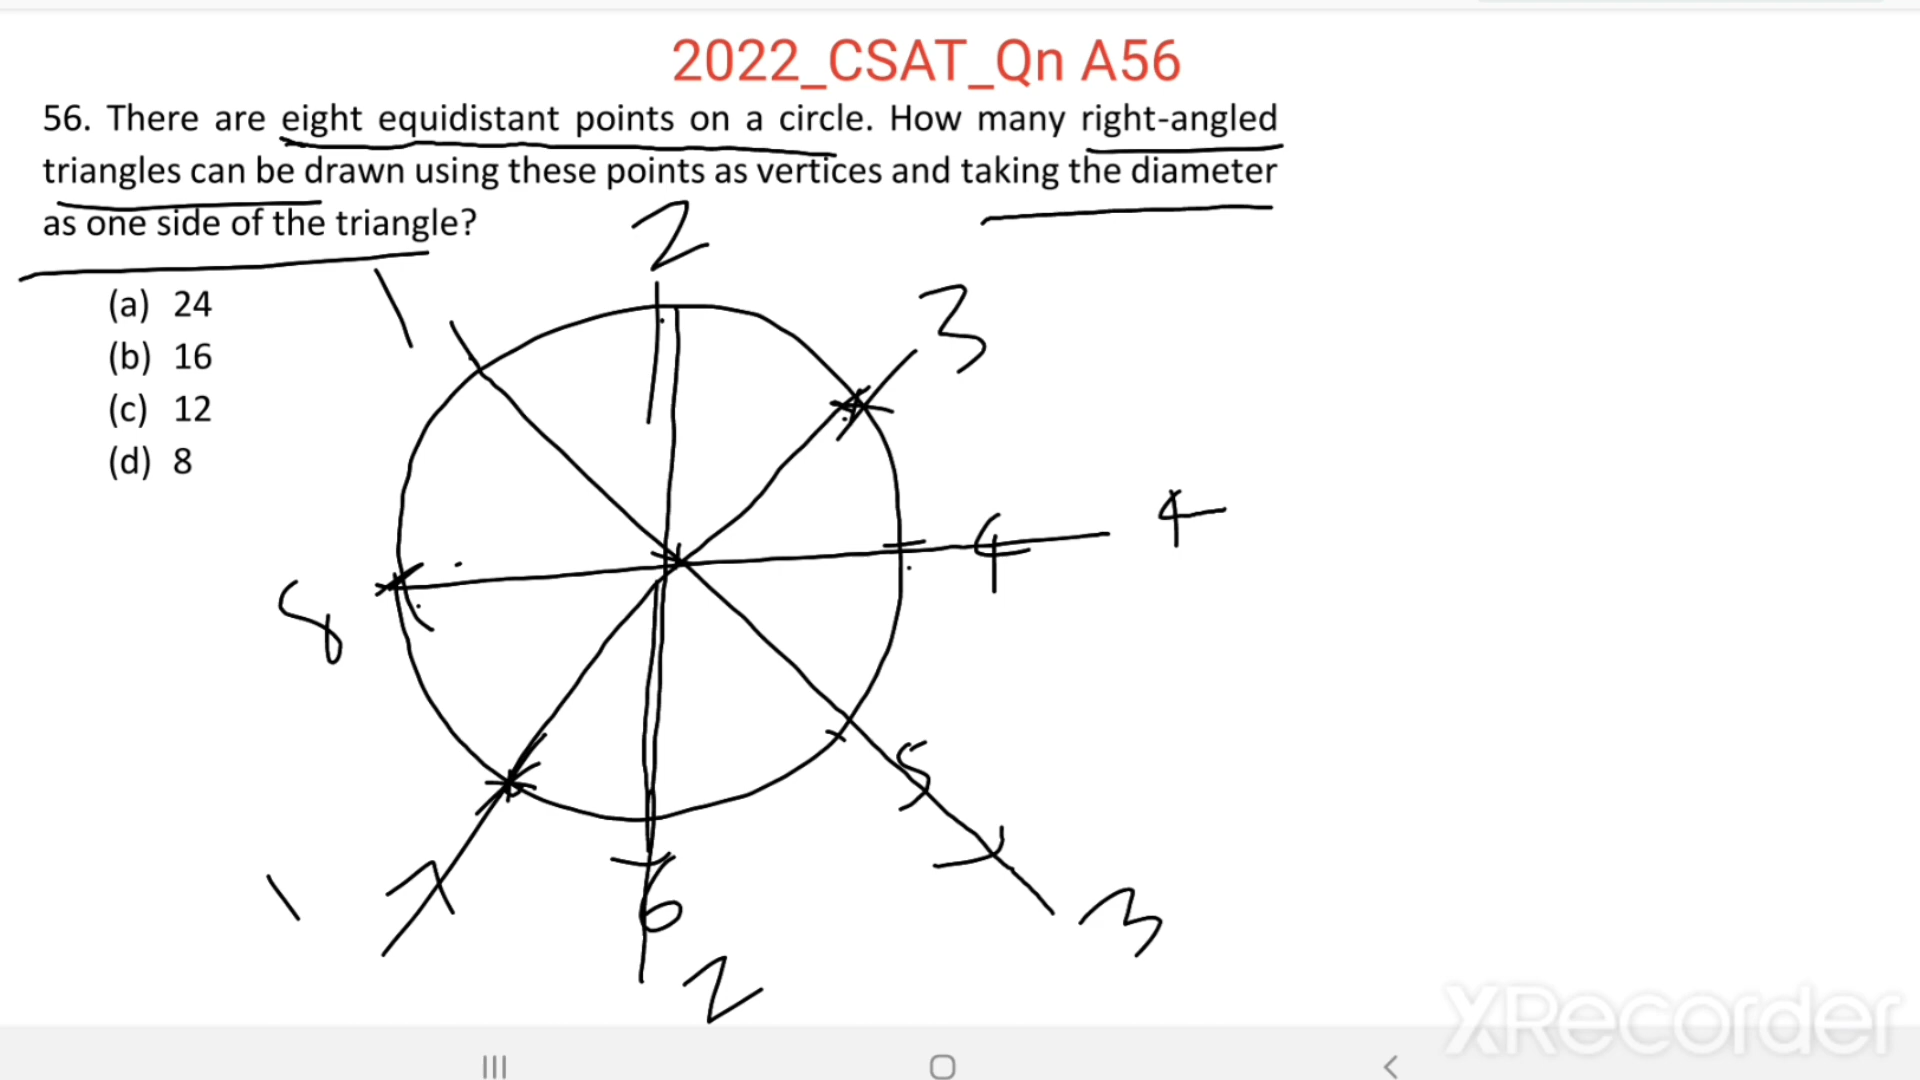 2022_CSAT_Qn A56
56. There are eight equidistant points on a circle. How many right-angled
triangles can be drawn using these points as vertices and taking the diameter
as one side of the triangle?
(a) 24
(b) 16
(c) 12
(d) 8
2
1
3
4
4
8
5
1
7
6
3
2
XRecorder